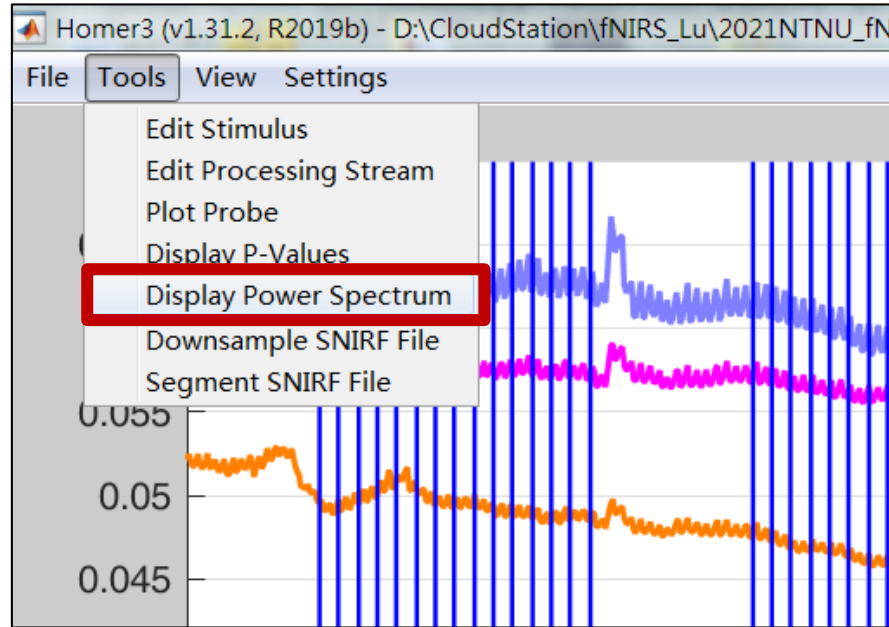 Homer3 (v1.31.2, R2019b) - D:\CloudStation\fNIRS_Lu\2021NTNU_fN
File Tools View Settings
Edit Stimulus
Edit Processing Stream
Plot Probe
Display P-Values
Display Power Spectrum
Downsample SNIRF File
Segment SNIRF File
0.055
0.05
0.045